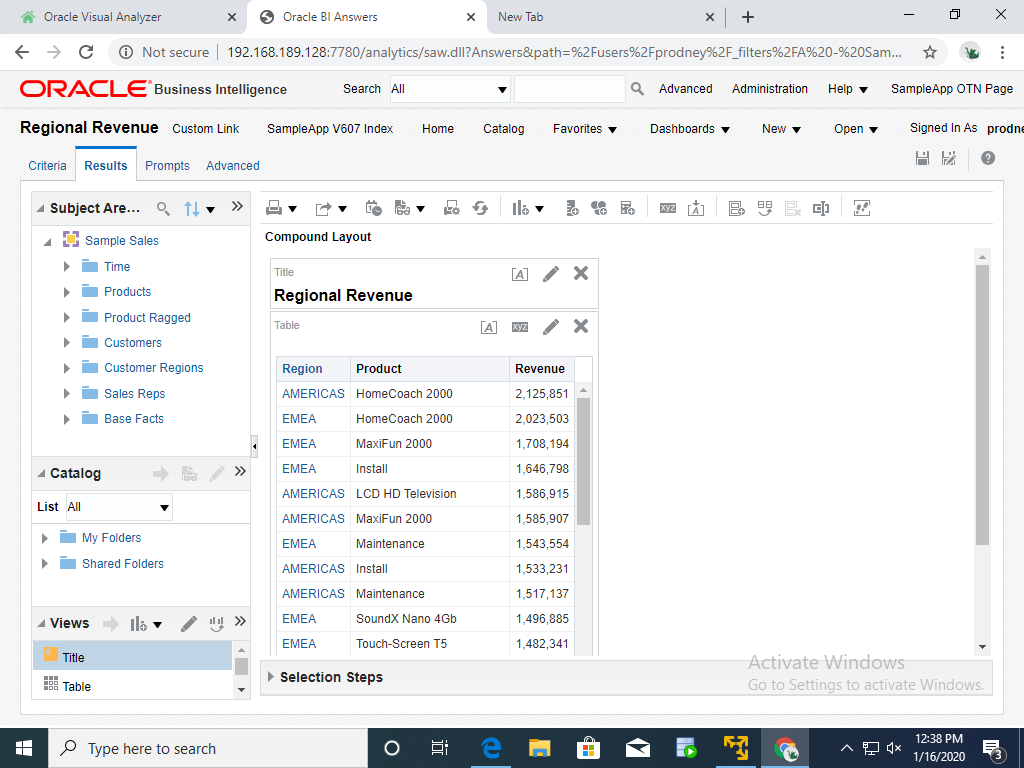 Oracle Visual Analyzer
Oracle BI Answers
New Tab
Not secure
192.168.189.128:7780/analytics/saw.dll?Answers&path=%2Fusers%2Fprodney%2F_filters%2FA%20-%20Sam...
ORACLE Business Intelligence
Search All
Advanced
Administration
Help
SampleApp OTN Page
Regional Revenue
Custom Link
SampleApp V607 Index
Home
Catalog
Favorites
Dashboards
New
Open
Signed In As prodne
Criteria
Results
Prompts
Advanced
Subject Are...
Sample Sales
Time
Products
Product Ragged
Customers
Customer Regions
Sales Reps
Base Facts
Catalog
List All
My Folders
Shared Folders
Views
Title
Table
xyz
Compound Layout
Title
A
Regional Revenue
Table
A xyz
Region Product Revenue
AMERICAS HomeCoach 2000 2,125,851
EMEA HomeCoach 2000 2,023,503
EMEA MaxiFun 2000 1,708,194
EMEA Install 1,646,798
AMERICAS LCD HD Television 1,586,915
AMERICAS MaxiFun 2000 1,585,907
EMEA Maintenance 1,543,554
AMERICAS Install 1,533,231
AMERICAS Maintenance 1,517,137
EMEA SoundX Nano 4Gb 1,496,885
EMEA Touch-Screen T5 1,482,341
Selection Steps
Activate Windows
Go to Settings to activate Windows.
Type here to search
12:38 PM
1/16/2020
3